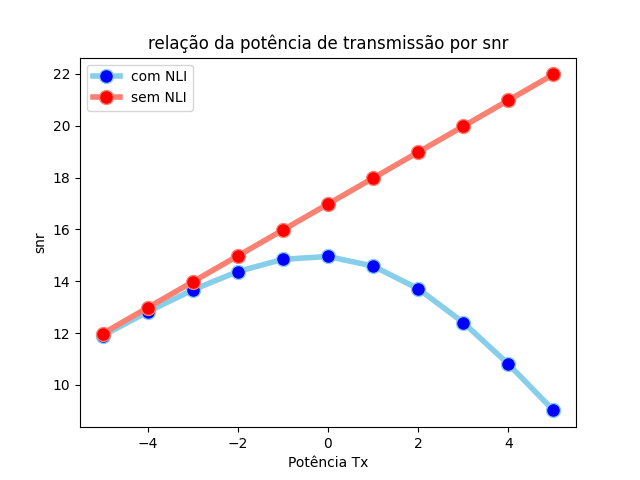 relação da potência de transmissão por snr
com NLI
sem NLI
22
20
18
16
14
12
10
snr
−4
−2
0
2
4
Potência Tx